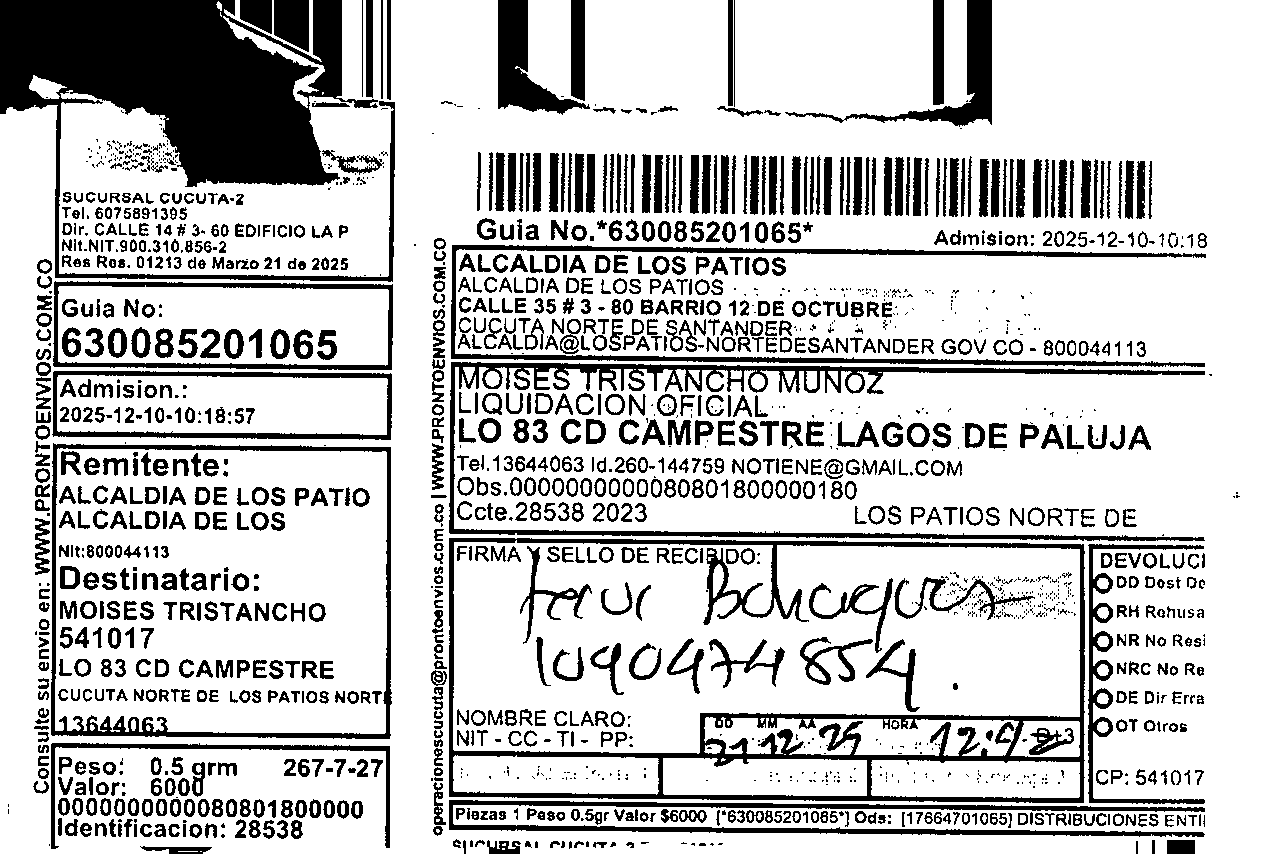 SUCURSAL CUCUTA-2
Tel. 6075891395
Dir. CALLE 14 # 3- 60 EDIFICIO LA P
Nit.NIT.900.310.856-2
Res Res. 01213 de Marzo 21 de 2025
Guia No:
630085201065
Admision.:
2025-12-10-10:18:57
Remitente:
ALCALDIA DE LOS PATIO
ALCALDIA DE LOS
Nit:800044113
Destinatario:
MOISES TRISTANCHO
541017
LO 83 CD CAMPESTRE
CUCUTA NORTE DE LOS PATIOS NORTE
13644063
Peso: 0.5 grm 267-7-27
Valor: 6000
00000000000080801800000
Identificacion: 28538
Consulte su envio en: WWW.PRONTOENVIOS.COM.CO
Guia No.*630085201065*
Admision: 2025-12-10-10:18
ALCALDIA DE LOS PATIOS
ALCALDIA DE LOS PATIOS
CALLE 35 # 3 - 80 BARRIO 12 DE OCTUBRE
CUCUTA NORTE DE SANTANDER
ALCALDIA@LOSPATIOS-NORTEDESANTANDER GOV CO - 800044113
MOISES TRISTANCHO MUNOZ
LIQUIDACION OFICIAL
LO 83 CD CAMPESTRE LAGOS DE PALUJA
Tel.13644063 Id.260-144759 NOTIENE@GMAIL.COM
Obs.00000000000080801800000180
Ccte.28538 2023 LOS PATIOS NORTE DE
FIRMA Y SELLO DE RECIBIDO:
1090474854.
NOMBRE CLARO:
NIT - CC - TI - PP:
DD MM AA HORA
21 12 25 12:42
D+3
DEVOLUCI
DD Dest De
RH Rehusa
NR No Resi
NRC No Re
DE Dir Erra
OT Otros
CP: 541017
Piezas 1 Peso 0.5gr Valor $6000 [*630085201065*] Ods: [17664701065] DISTRIBUCIONES ENTI
operacionescucuta@prontoenvios.com.co | WWW.PRONTOENVIOS.COM.CO